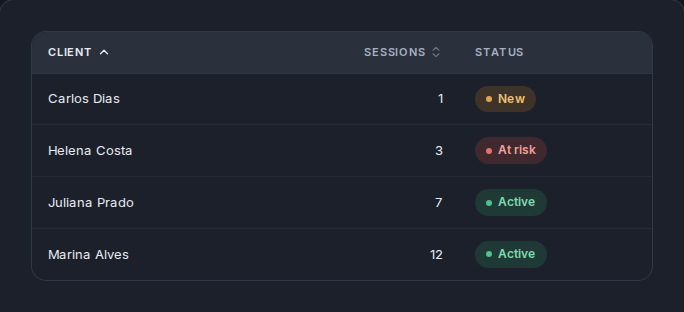 CLIENT SESSIONS STATUS
Carlos Dias 1 New
Helena Costa 3 At risk
Juliana Prado 7 Active
Marina Alves 12 Active